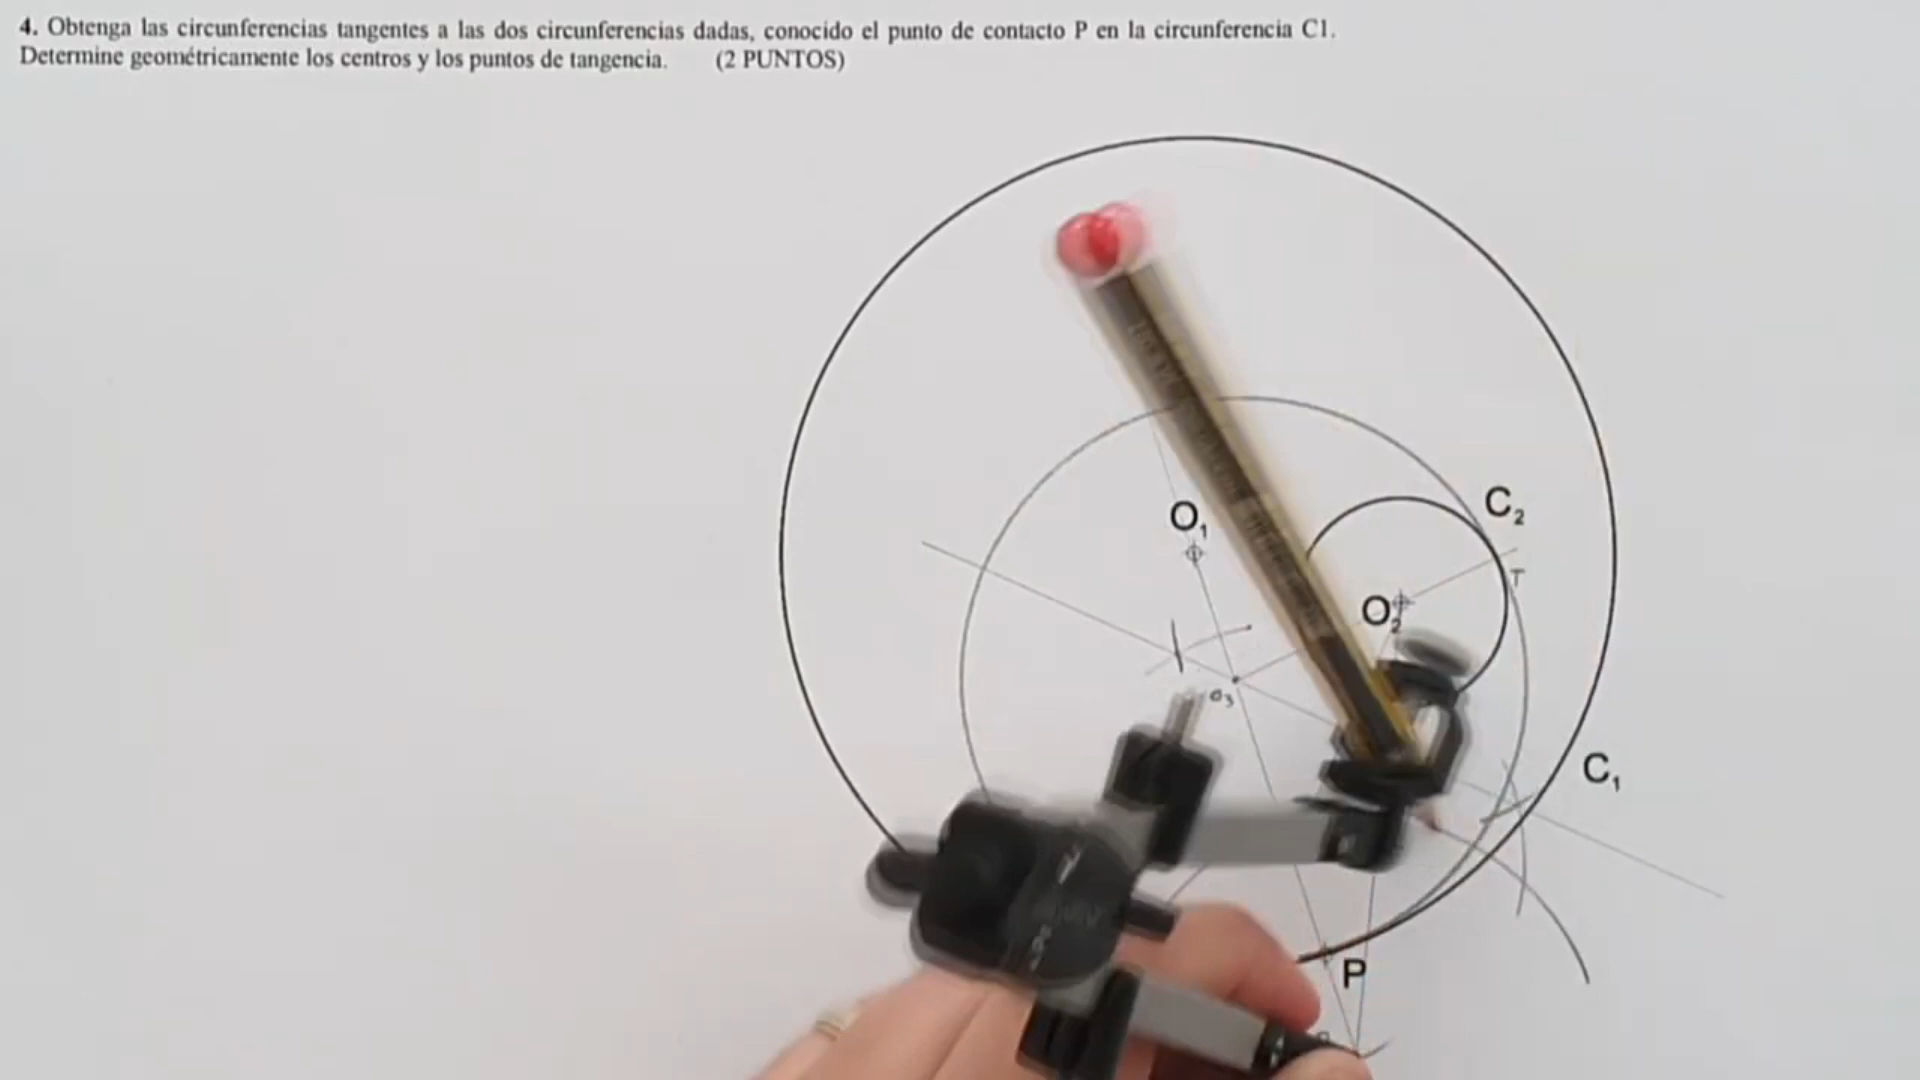 4. Obtenga las circunferencias tangentes a las dos circunferencias dadas, conocido el punto de contacto P en la circunferencia C1.
Determine geométricamente los centros y los puntos de tangencia. (2 PUNTOS)
C₂
O₁
T
O₂
O₃
C₁
P